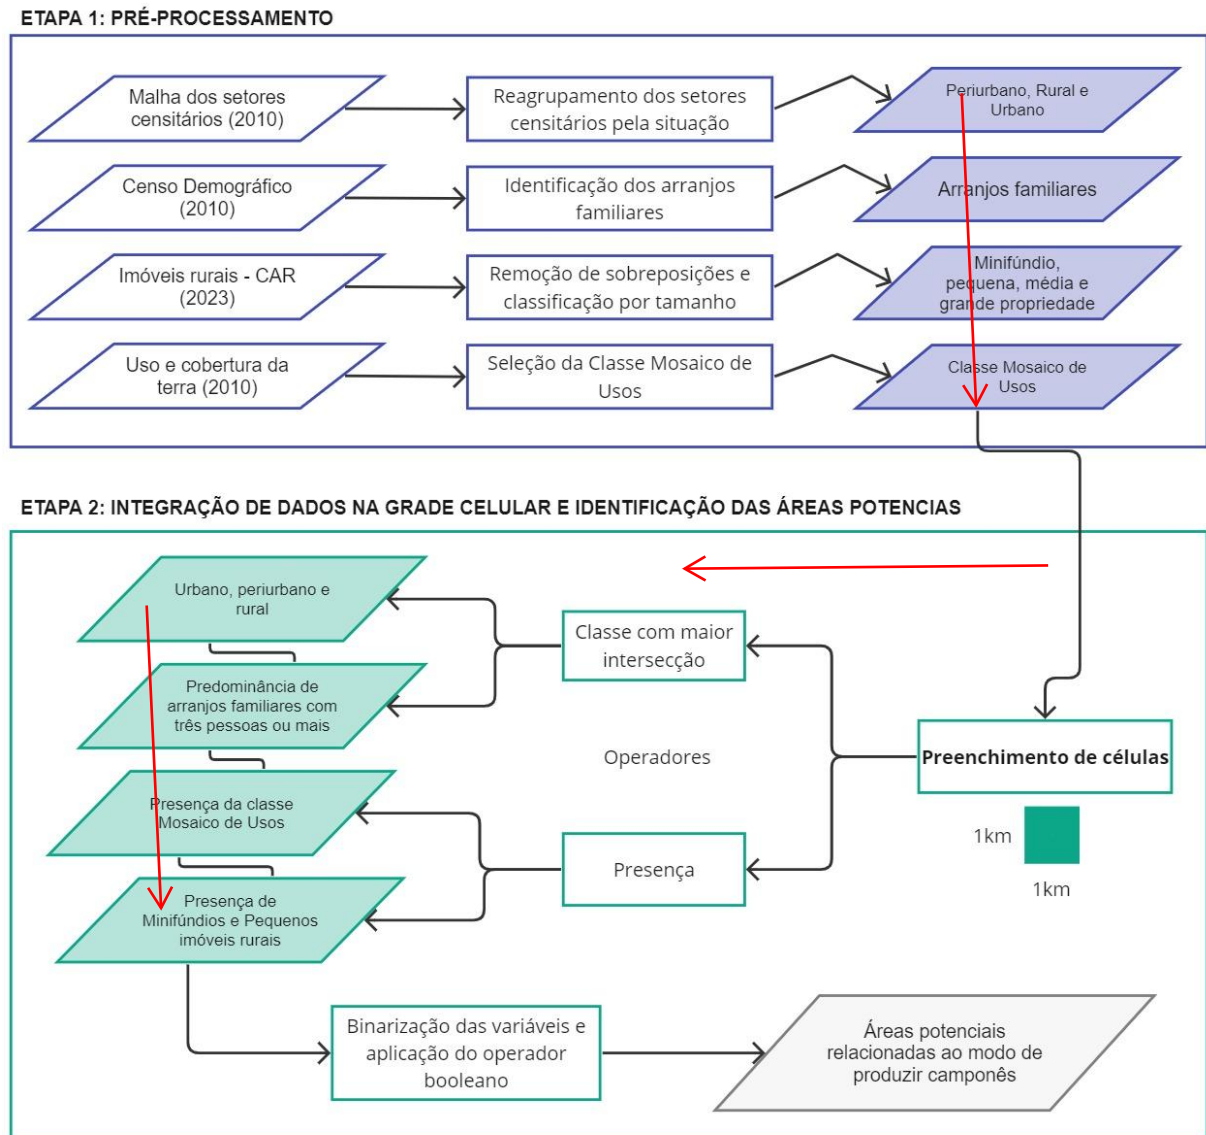 ETAPA 1: PRÉ-PROCESSAMENTO
Malha dos setores
censitários (2010)
Reagrupamento dos setores
censitários pela situação
Periurbano, Rural e
Urbano
Censo Demográfico
(2010)
Identificação dos arranjos
familiares
Arranjos familiares
Imóveis rurais - CAR
(2023)
Remoção de sobreposições e
classificação por tamanho
Minifúndio,
pequena, média e
grande propriedade
Uso e cobertura da
terra (2010)
Seleção da Classe Mosaico de
Usos
Classe Mosaico de
Usos
ETAPA 2: INTEGRAÇÃO DE DADOS NA GRADE CELULAR E IDENTIFICAÇÃO DAS ÁREAS POTENCIAS
Urbano, periurbano e
rural
Classe com maior
intersecção
Predominância de
arranjos familiares com
três pessoas ou mais
Operadores
Preenchimento de células
Presença da classe
Mosaico de Usos
1km
1km
Presença
Presença de
Minifúndios e Pequenos
imóveis rurais
Binarização das variáveis e
aplicação do operador
booleano
Áreas potenciais
relacionadas ao modo de
produzir camponês